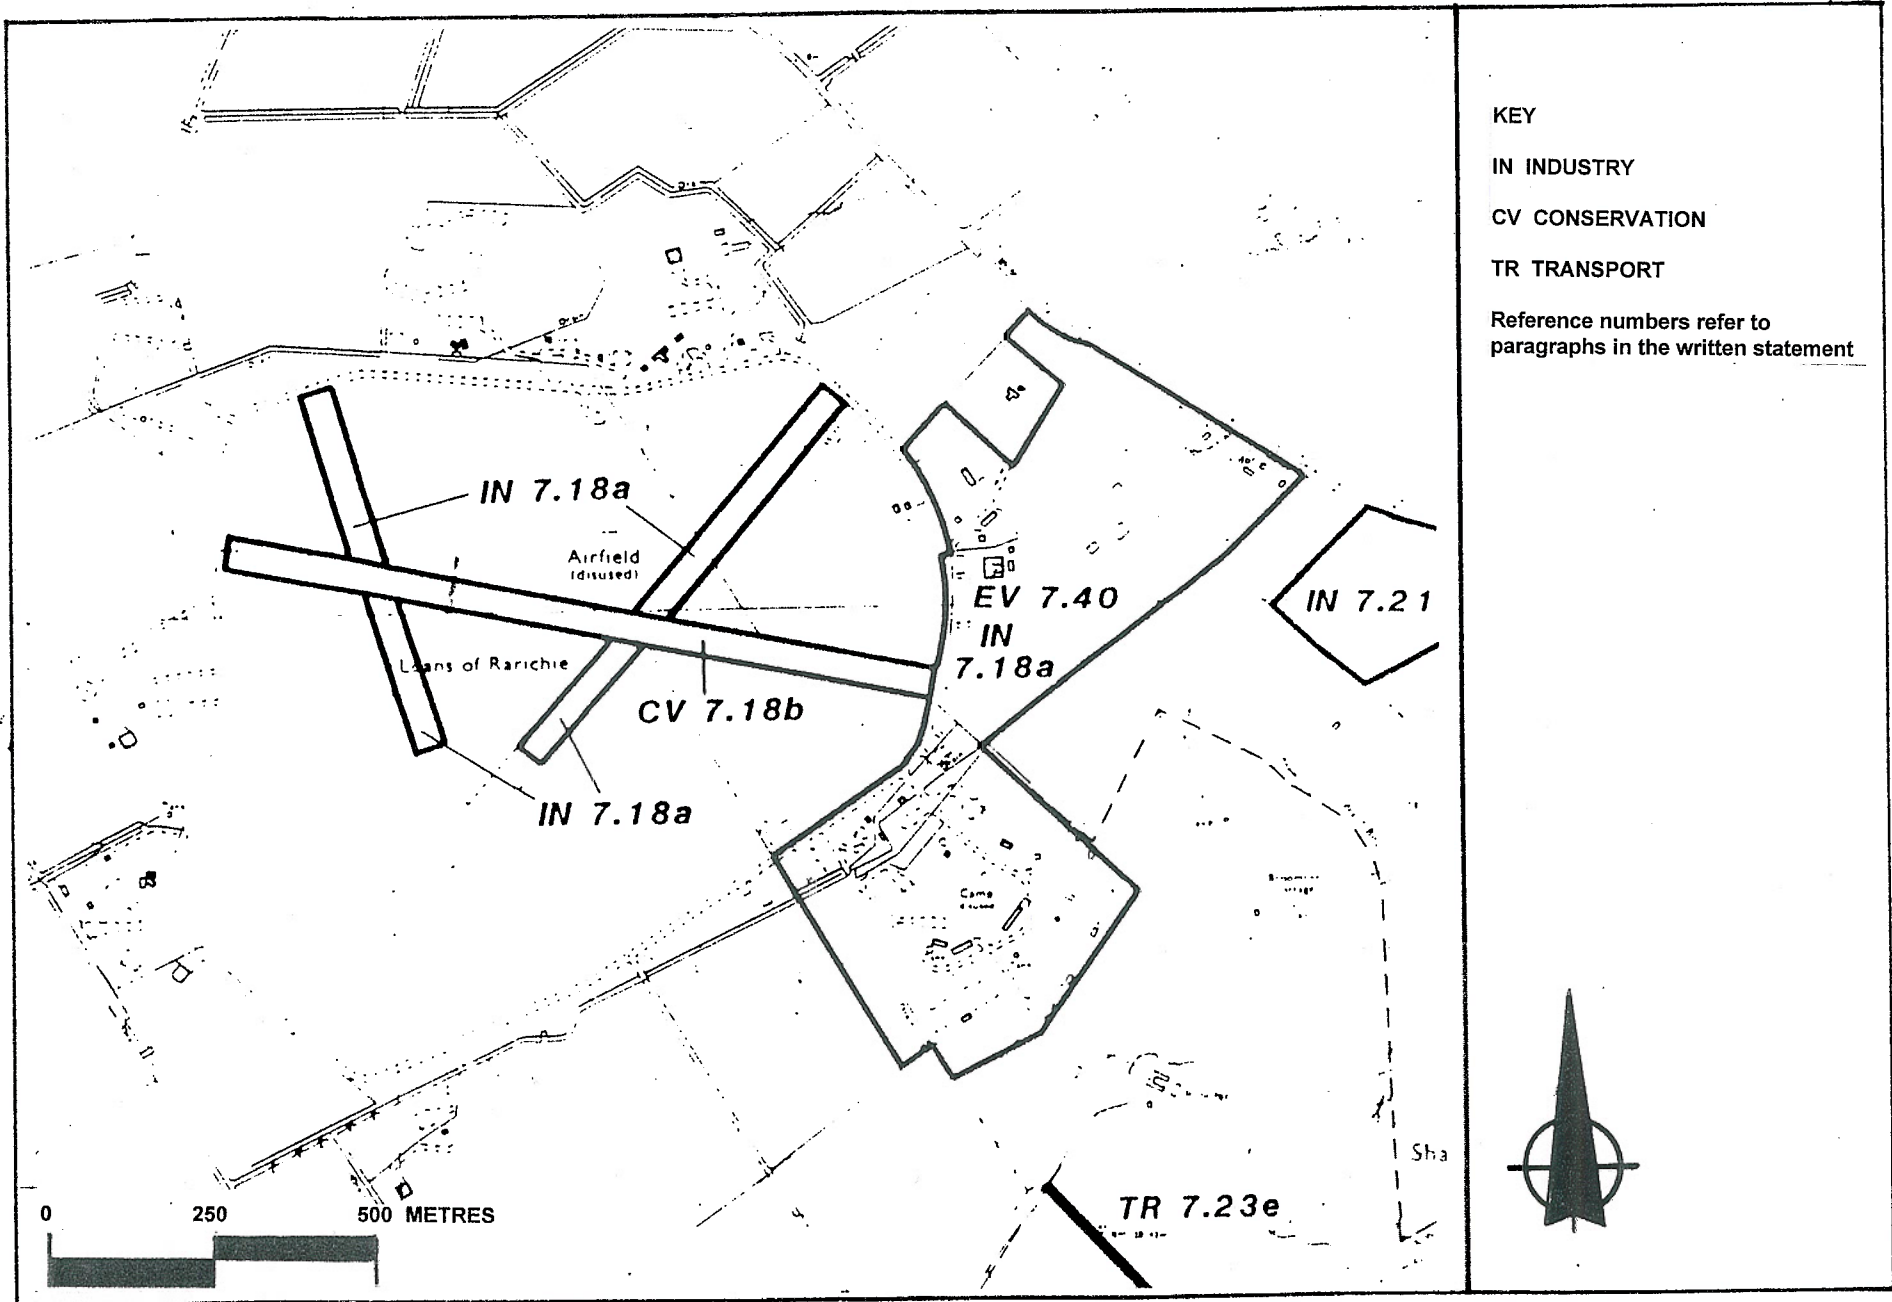 KEY
IN INDUSTRY
CV CONSERVATION
TR TRANSPORT
Reference numbers refer to
paragraphs in the written statement
IN 7.18a
Airfield
(disused)
EV 7.40
IN
7.18a
IN 7.21
Loans of Rarichie
CV 7.18b
IN 7.18a
Camp
disused
Sha
TR 7.23e
0 250 500 METRES